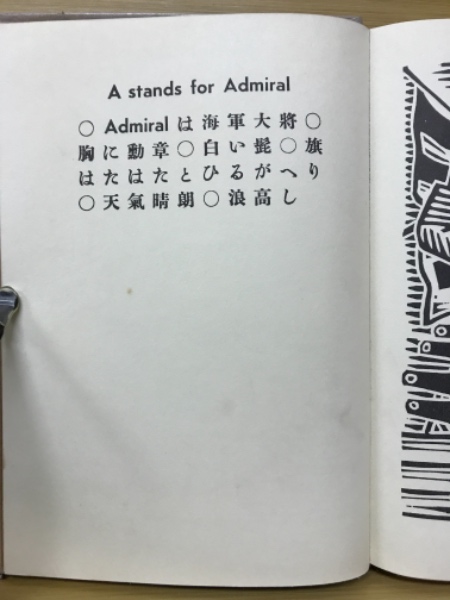 A stands for Admiral
○ Admiralは海軍大將○
胸に勳章○白い髭○旗
はたはたとひるがへり
○天氣晴朗○浪高し